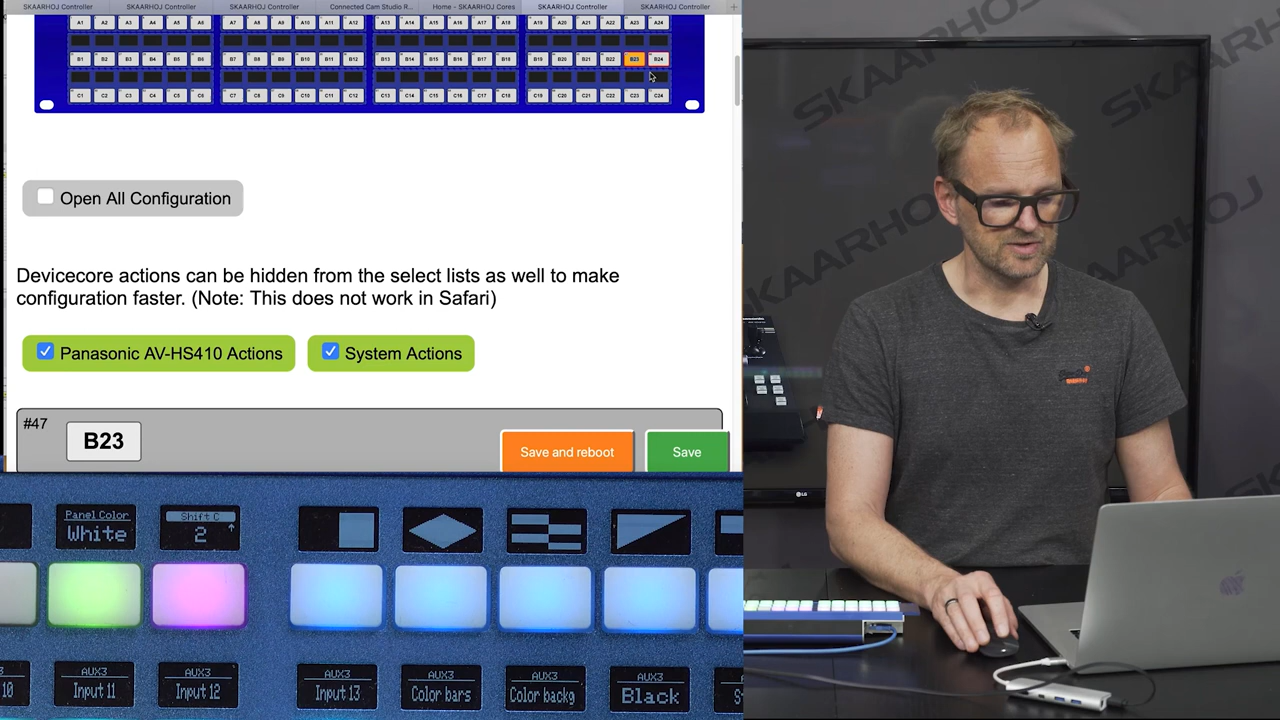 SKAARHOJ Controller SKAARHOJ Controller SKAARHOJ Controller Connected Cam Studio R... Home - SKAARHOJ Cores SKAARHOJ Controller SKAARHOJ Controller
A1 A2 A3 A4 A5 A6 A7 A8 A9 A10 A11 A12 A13 A14 A15 A16 A17 A18 A19 A20 A21 A22 A23 A24
B1 B2 B3 B4 B5 B6 B7 B8 B9 B10 B11 B12 B13 B14 B15 B16 B17 B18 B19 B20 B21 B22 B23 B24
C1 C2 C3 C4 C5 C6 C7 C8 C9 C10 C11 C12 C13 C14 C15 C16 C17 C18 C19 C20 C21 C22 C23 C24
Open All Configuration
Devicecore actions can be hidden from the select lists as well to make
configuration faster. (Note: This does not work in Safari)
Panasonic AV-HS410 Actions System Actions
#47
B23
Save and reboot Save
Panel Color
White
Shift C
2
10
AUX3
Input 11
AUX3
Input 12
AUX3
Input 13
AUX3
Color bars
AUX3
Color backg
AUX3
Black
SKAARHOJ
SKAARHOJ
SKAARHOJ
SKAARHOJ
SKAARHOJ
LG